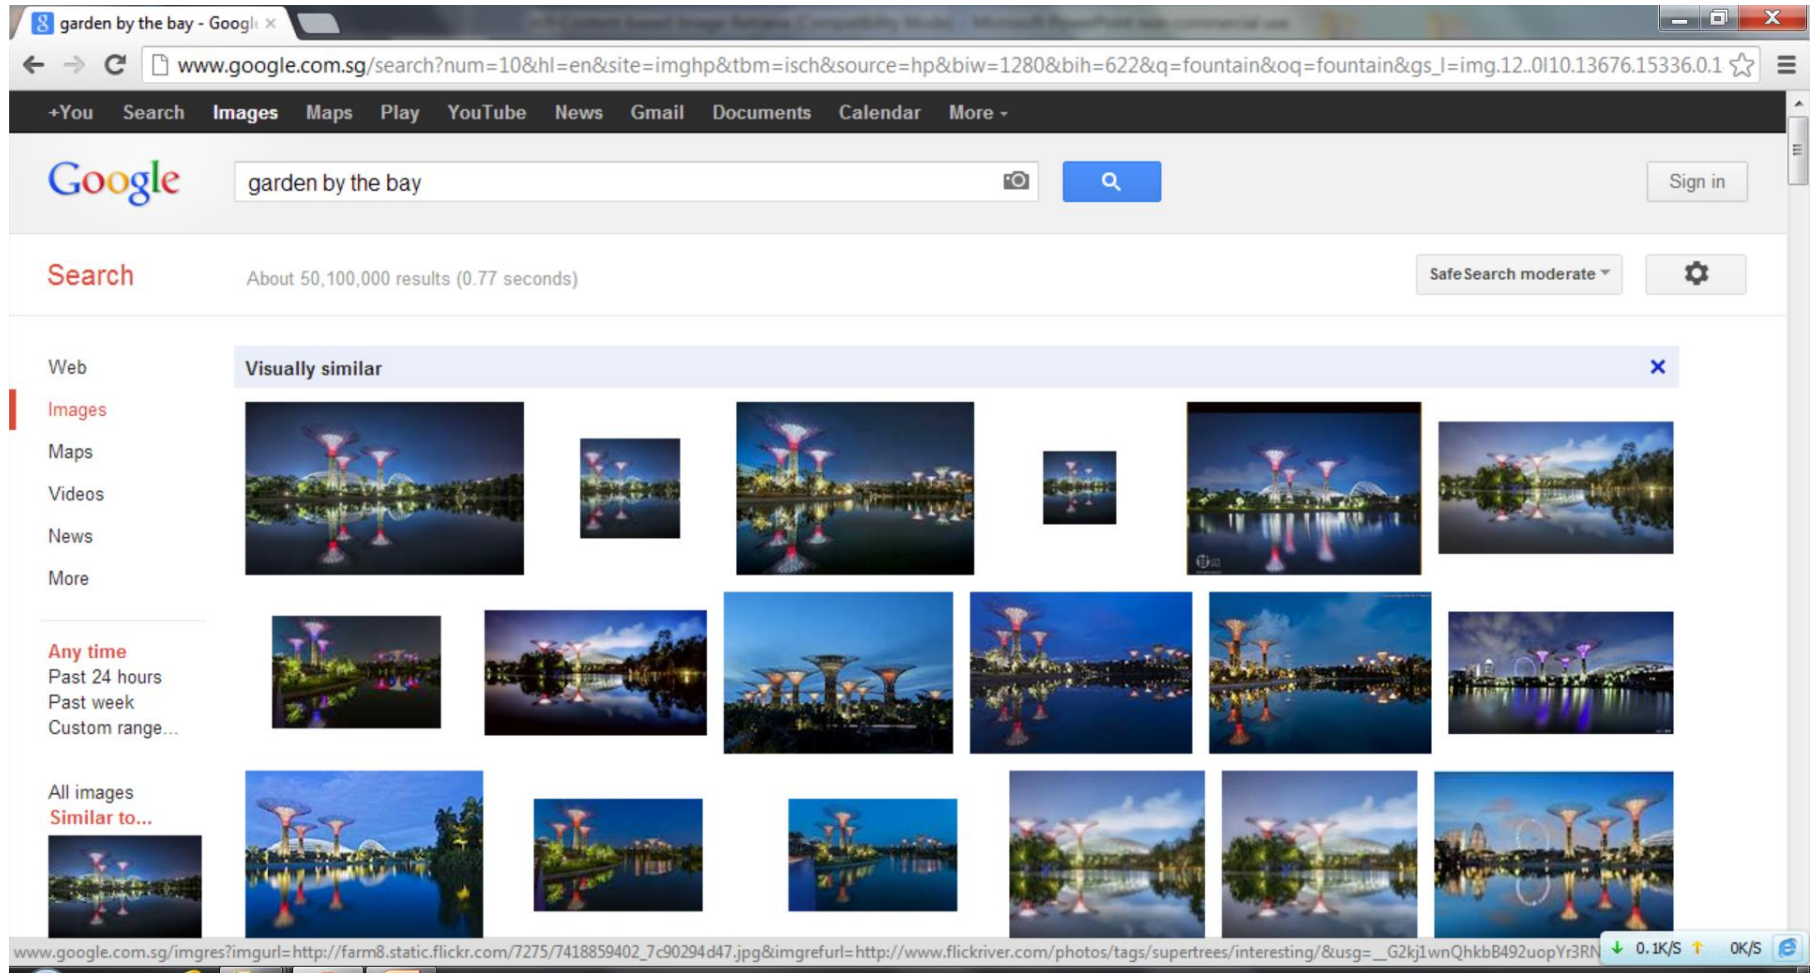 garden by the bay - Googl
www.google.com.sg/search?num=10&hl=en&site=imghp&tbm=isch&source=hp&biw=1280&bih=622&q=fountain&oq=fountain&gs_l=img.12..0l10.13676.15336.0.1
+You Search Images Maps Play YouTube News Gmail Documents Calendar More
Google
garden by the bay
Sign in
Search
About 50,100,000 results (0.77 seconds)
SafeSearch moderate
Web
Visually similar
Images
Maps
Videos
News
More
Any time
Past 24 hours
Past week
Custom range...
All images
Similar to...
www.google.com.sg/imgres?imgurl=http://farm8.static.flickr.com/7275/7418859402_7c90294d47.jpg&imgrefurl=http://www.flickriver.com/photos/tags/supertrees/interesting/&usg=__G2kj1wnQhkbB492uopYr3RN
0.1K/S 0K/S